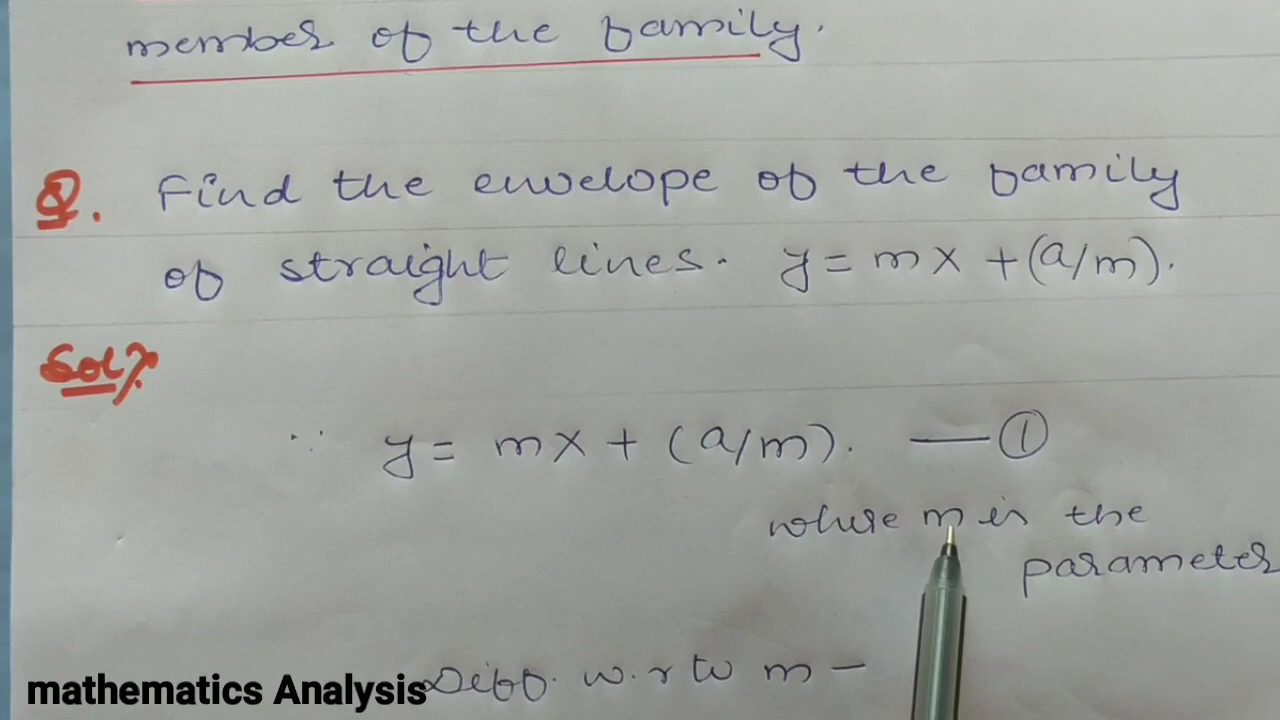 member of the family.
Q. Find the envelope of the family
of straight lines. y = mx + (a/m).
Sol.
∵ y = mx + (a/m). — ①
where m is the
parameter
Diff. w.r to m —
mathematics Analysis